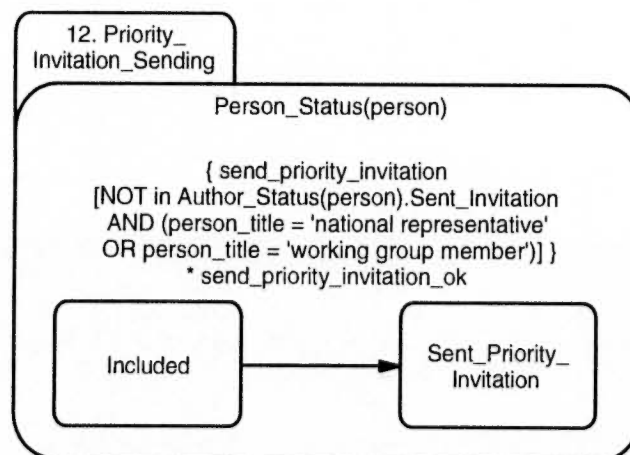 12. Priority_
Invitation_Sending
Person_Status(person)
{ send_priority_invitation
[NOT in Author_Status(person).Sent_Invitation
AND (person_title = 'national representative'
OR person_title = 'working group member')] }
* send_priority_invitation_ok
Included
Sent_Priority_
Invitation